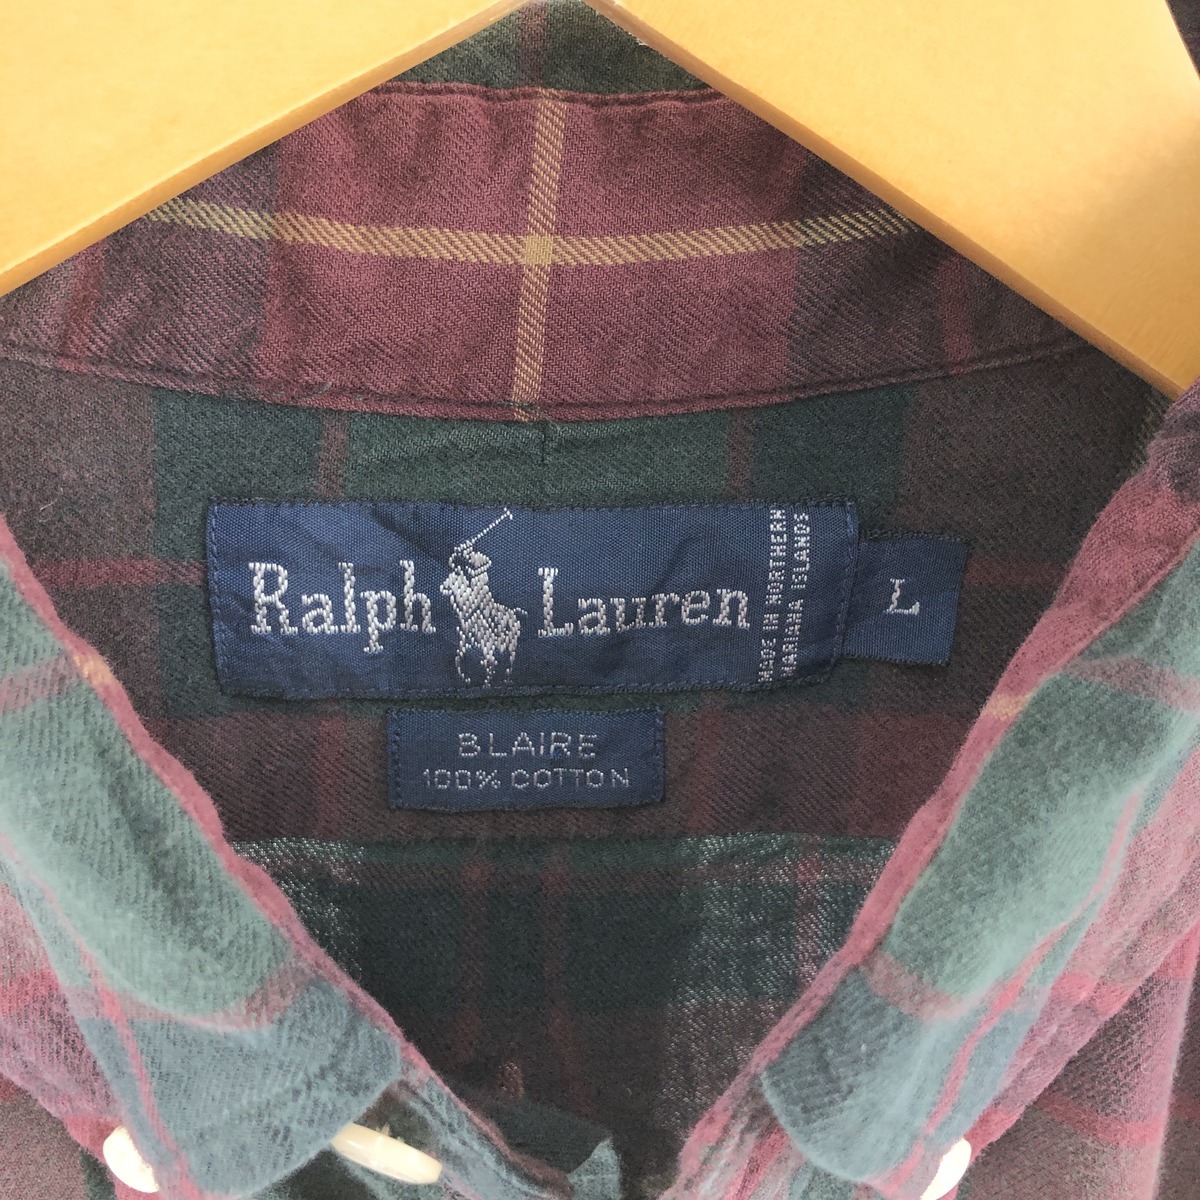 Ralph Lauren
MADE IN NORTHERN
MARIANA ISLANDS
L
BLAIRE
100% COTTON